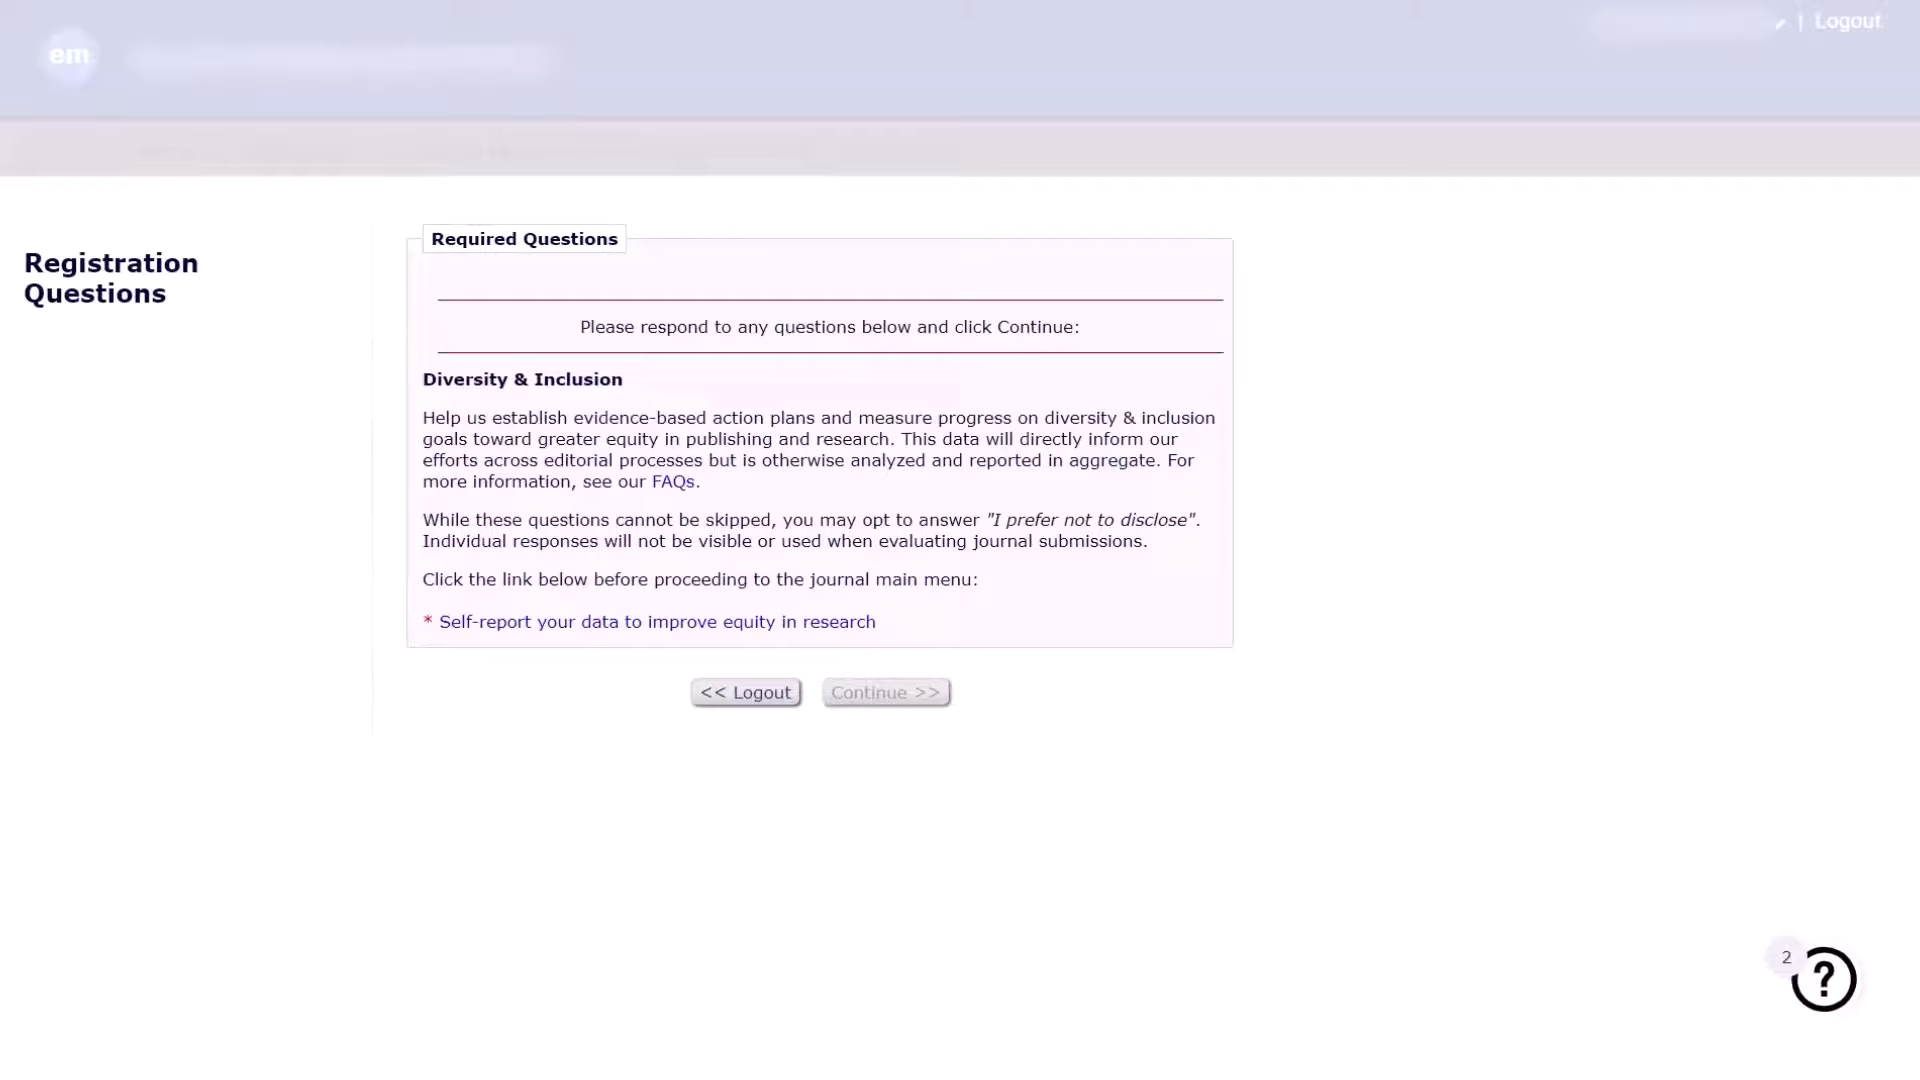 em
| Logout
Registration
Questions
Required Questions
Please respond to any questions below and click Continue:
Diversity & Inclusion
Help us establish evidence-based action plans and measure progress on diversity & inclusion
goals toward greater equity in publishing and research. This data will directly inform our
efforts across editorial processes but is otherwise analyzed and reported in aggregate. For
more information, see our FAQs.
While these questions cannot be skipped, you may opt to answer "I prefer not to disclose".
Individual responses will not be visible or used when evaluating journal submissions.
Click the link below before proceeding to the journal main menu:
* Self-report your data to improve equity in research
<< Logout Continue >>
2
?